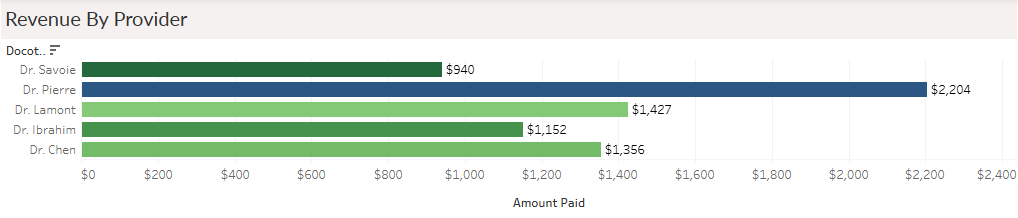 Revenue By Provider
Docot..
Dr. Savoie $940
Dr. Pierre $2,204
Dr. Lamont $1,427
Dr. Ibrahim $1,152
Dr. Chen $1,356
$0 $200 $400 $600 $800 $1,000 $1,200 $1,400 $1,600 $1,800 $2,000 $2,200 $2,400
Amount Paid